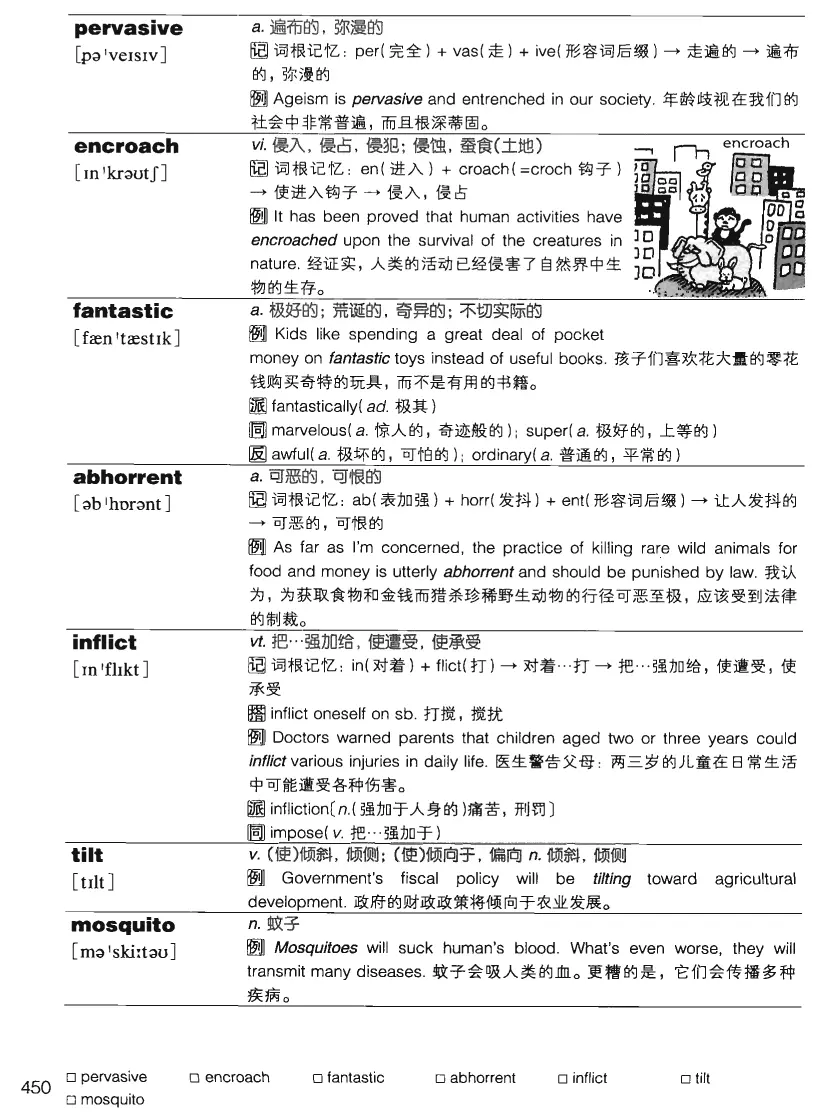 pervasive
[pəˈveɪsɪv]
a. 遍布的，弥漫的
记 词根记忆：per(完全) + vas(走) + ive(形容词后缀) → 走遍的 → 遍布
的，弥漫的
例 Ageism is pervasive and entrenched in our society. 年龄歧视在我们的
社会中非常普遍，而且根深蒂固。
encroach
[ɪnˈkrəʊtʃ]
vi. 侵入，侵占，侵犯；侵蚀，蚕食(土地)
记 词根记忆：en(进入) + croach(=croch 钩子)
→ 使进入钩子 → 侵入，侵占
例 It has been proved that human activities have
encroached upon the survival of the creatures in
nature. 经证实，人类的活动已经侵害了自然界中生
物的生存。
encroach
fantastic
[fænˈtæstɪk]
a. 极好的；荒诞的，奇异的；不切实际的
例 Kids like spending a great deal of pocket
money on fantastic toys instead of useful books. 孩子们喜欢花大量的零花
钱购买奇特的玩具，而不是有用的书籍。
派 fantastically(ad. 极其)
同 marvelous(a. 惊人的，奇迹般的)；super(a. 极好的，上等的)
反 awful(a. 极坏的，可怕的)；ordinary(a. 普通的，平常的)
abhorrent
[əbˈhɒrənt]
a. 可恶的，可恨的
记 词根记忆：ab(表加强) + horr(发抖) + ent(形容词后缀) → 让人发抖的
→ 可恶的，可恨的
例 As far as I'm concerned, the practice of killing rare wild animals for
food and money is utterly abhorrent and should be punished by law. 我认
为，为获取食物和金钱而猎杀珍稀野生动物的行径可恶至极，应该受到法律
的制裁。
inflict
[ɪnˈflɪkt]
vt. 把…强加给，使遭受，使承受
记 词根记忆：in(对着) + flict(打) → 对着…打 → 把…强加给，使遭受，使
承受
搭 inflict oneself on sb. 打搅，搅扰
例 Doctors warned parents that children aged two or three years could
inflict various injuries in daily life. 医生警告父母：两三岁的儿童在日常生活
中可能遭受各种伤害。
派 infliction〔n.(强加于人身的)痛苦，刑罚〕
同 impose(v. 把…强加于)
tilt
[tɪlt]
v. (使)倾斜，倾侧；(使)倾向于，偏向 n. 倾斜，倾侧
例 Government's fiscal policy will be tilting toward agricultural
development. 政府的财政政策将倾向于农业发展。
mosquito
[məˈskiːtəʊ]
n. 蚊子
例 Mosquitoes will suck human's blood. What's even worse, they will
transmit many diseases. 蚊子会吸人类的血。更糟的是，它们会传播多种
疾病。
450 □ pervasive □ encroach □ fantastic □ abhorrent □ inflict □ tilt
□ mosquito